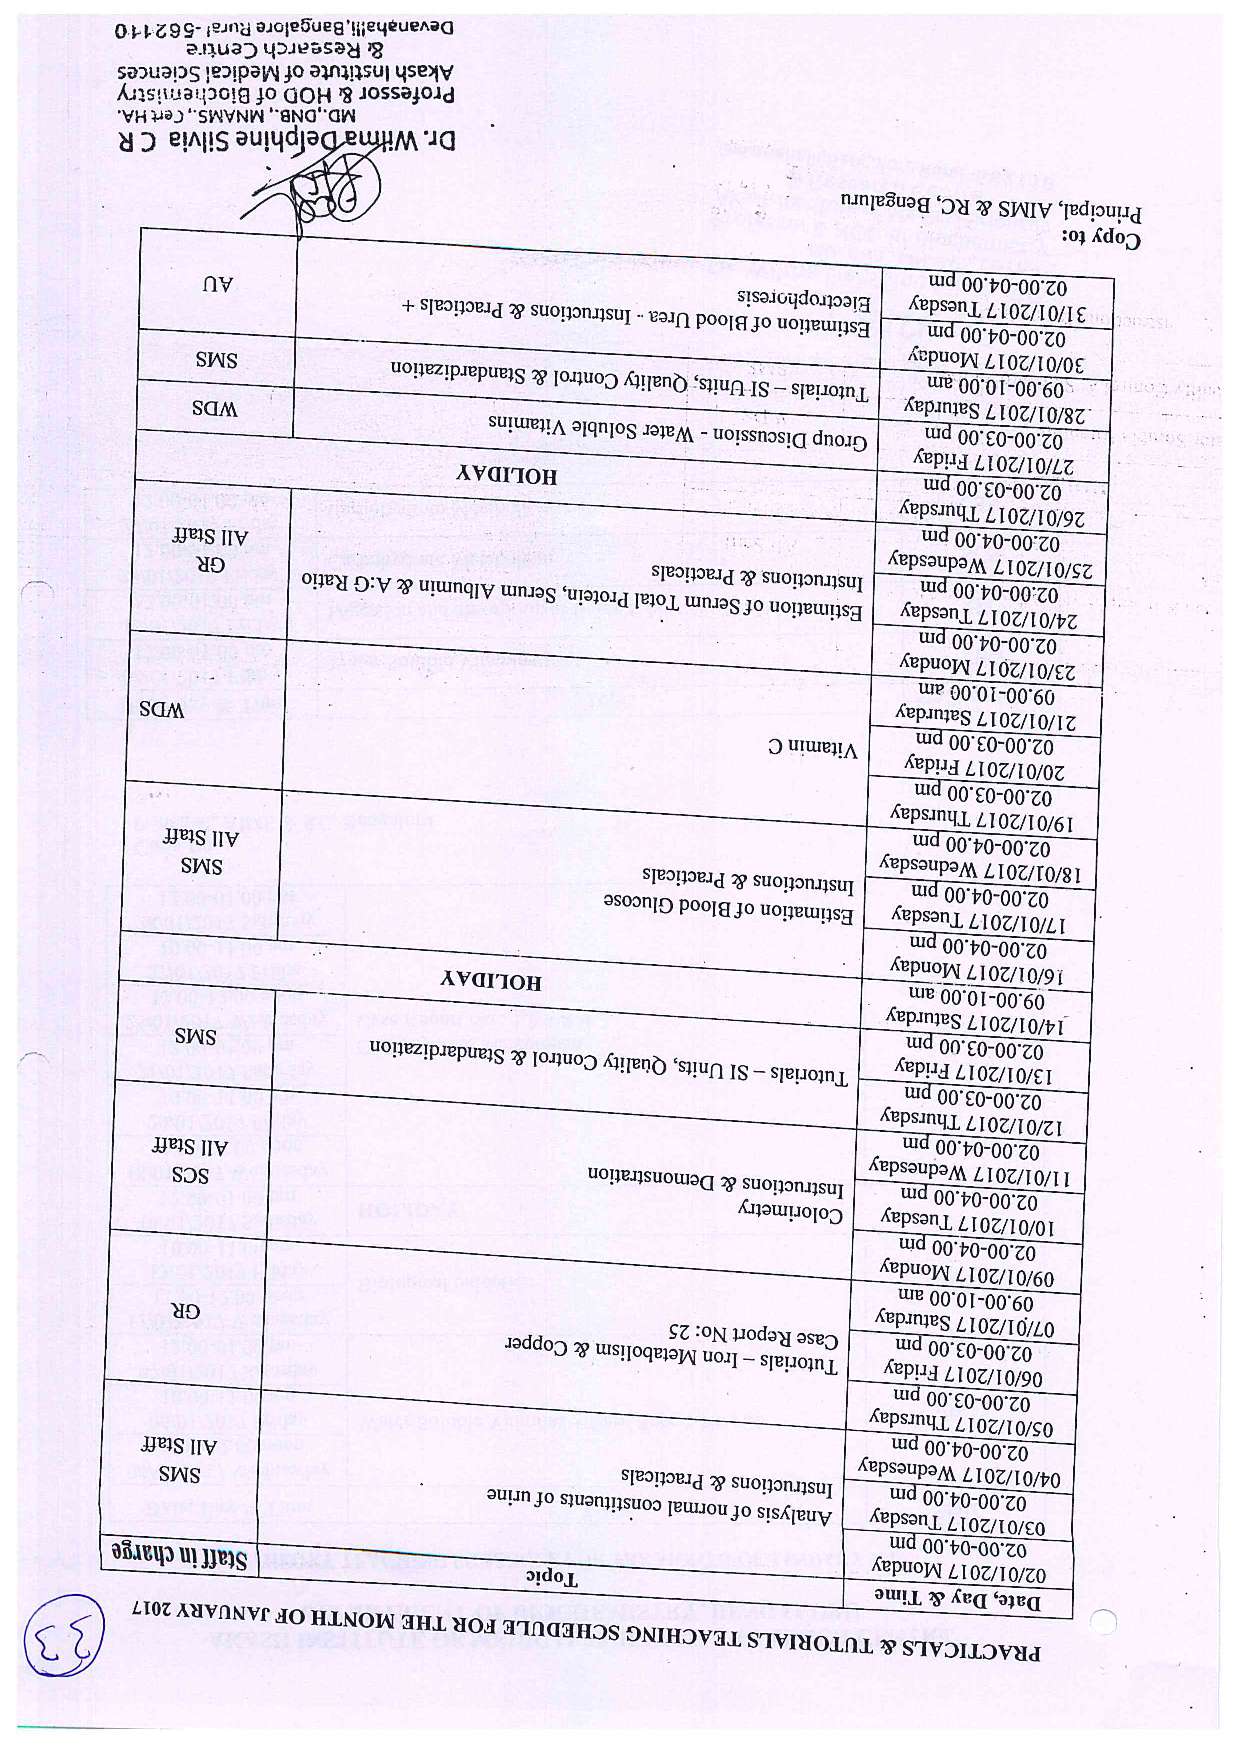 33
PRACTICALS & TUTORIALS TEACHING SCHEDULE FOR THE MONTH OF JANUARY 2017
Date, Day & Time Topic Staff in charge
02/01/2017 Monday
02.00-04.00 pm
03/01/2017 Tuesday
02.00-04.00 pm
04/01/2017 Wednesday
02.00-04.00 pm
Analysis of normal constituents of urine
Instructions & Practicals
SMS
All Staff
05/01/2017 Thursday
02.00-03.00 pm
06/01/2017 Friday
02.00-03.00 pm
07/01/2017 Saturday
09.00-10.00 am
Tutorials – Iron Metabolism & Copper
Case Report No: 25
GR
09/01/2017 Monday
02.00-04.00 pm
10/01/2017 Tuesday
02.00-04.00 pm
11/01/2017 Wednesday
02.00-04.00 pm
Colorimetry
Instructions & Demonstration
SCS
All Staff
12/01/2017 Thursday
02.00-03.00 pm
13/01/2017 Friday
02.00-03.00 pm
Tutorials – SI Units, Quality Control & Standardization
SMS
14/01/2017 Saturday
09.00-10.00 am
HOLIDAY
16/01/2017 Monday
02.00-04.00 pm
17/01/2017 Tuesday
02.00-04.00 pm
18/01/2017 Wednesday
02.00-04.00 pm
Estimation of Blood Glucose
Instructions & Practicals
SMS
All Staff
19/01/2017 Thursday
02.00-03.00 pm
20/01/2017 Friday
02.00-03.00 pm
21/01/2017 Saturday
09.00-10.00 am
Vitamin C
WDS
23/01/2017 Monday
02.00-04.00 pm
24/01/2017 Tuesday
02.00-04.00 pm
25/01/2017 Wednesday
02.00-04.00 pm
Estimation of Serum Total Protein, Serum Albumin & A:G Ratio
Instructions & Practicals
GR
All Staff
26/01/2017 Thursday
02.00-03.00 pm
HOLIDAY
27/01/2017 Friday
02.00-03.00 pm
Group Discussion - Water Soluble Vitamins
WDS
28/01/2017 Saturday
09.00-10.00 am
Tutorials – SI Units, Quality Control & Standardization
SMS
30/01/2017 Monday
02.00-04.00 pm
31/01/2017 Tuesday
02.00-04.00 pm
Estimation of Blood Urea - Instructions & Practicals +
Electrophoresis
AU
Copy to:
Principal, AIMS & RC, Bengaluru
Dr. Wilma Delphine Silvia C R
MD.,DNB., MNAMS., Cert HA.
Professor & HOD of Biochemistry
Akash Institute of Medical Sciences
& Research Centre
Devanahalli,Bangalore Rural -562110